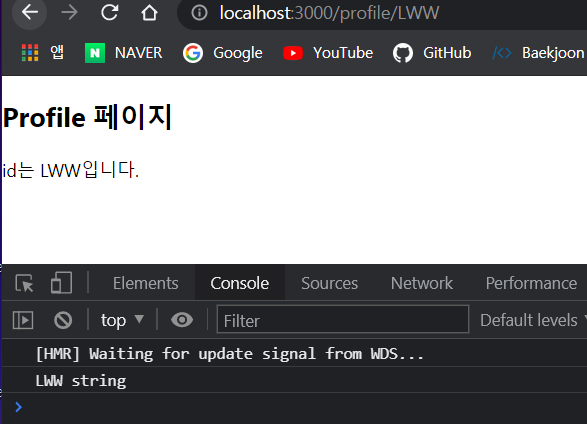 localhost:3000/profile/LWW
앱 NAVER Google YouTube GitHub Baekjoon
Profile 페이지
id는 LWW입니다.
Elements Console Sources Network Performance
top Filter Default levels
[HMR] Waiting for update signal from WDS...
LWW string